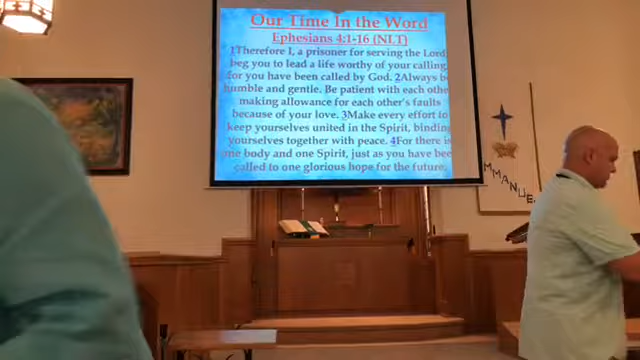 Our Time In the Word
Ephesians 4:1-16 (NLT)
1Therefore I, a prisoner for serving the Lord,
beg you to lead a life worthy of your calling,
for you have been called by God. 2Always be
humble and gentle. Be patient with each othe
making allowance for each other's faults
because of your love. 3Make every effort to
keep yourselves united in the Spirit, binding
yourselves together with peace. 4For there is
one body and one Spirit, just as you have bee
called to one glorious hope for the future.
MMANUE